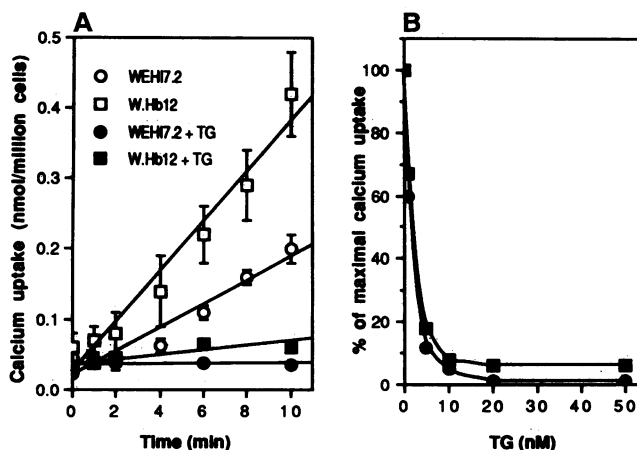 A
B
Calcium uptake (nmol/million cells)
0.5
0.4
0.3
0.2
0.1
0.0
WEHI7.2
W.Hb12
WEHI7.2 + TG
W.Hb12 + TG
0 2 4 6 8 10
Time (min)
% of maximal calcium uptake
100
80
60
40
20
0
0 10 20 30 40 50
TG (nM)